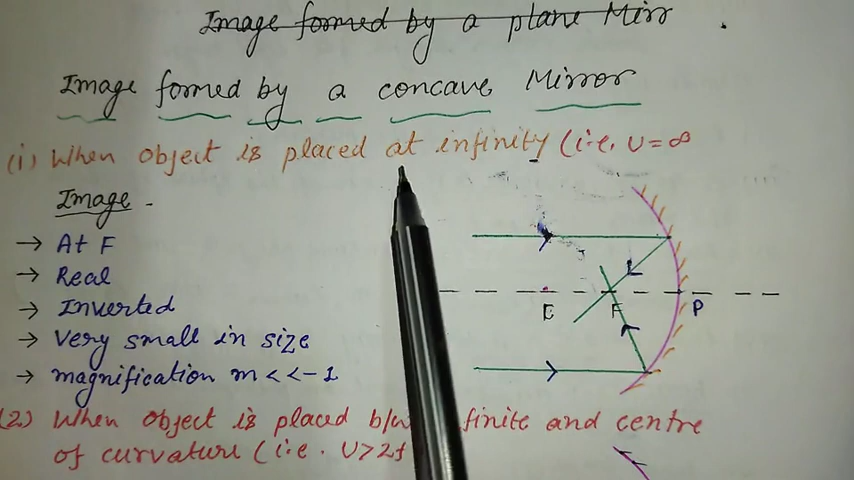 Image formed by a plane Mirr
Image formed by a concave Mirror
(i) When object is placed at infinity (i.e. u = ∞
Image -
→ At F
→ Real
→ Inverted
→ Very small in size
→ magnification m < < -1
C F P
(2) When object is placed b/w finite and centre
of curvature (i.e. u > 2f